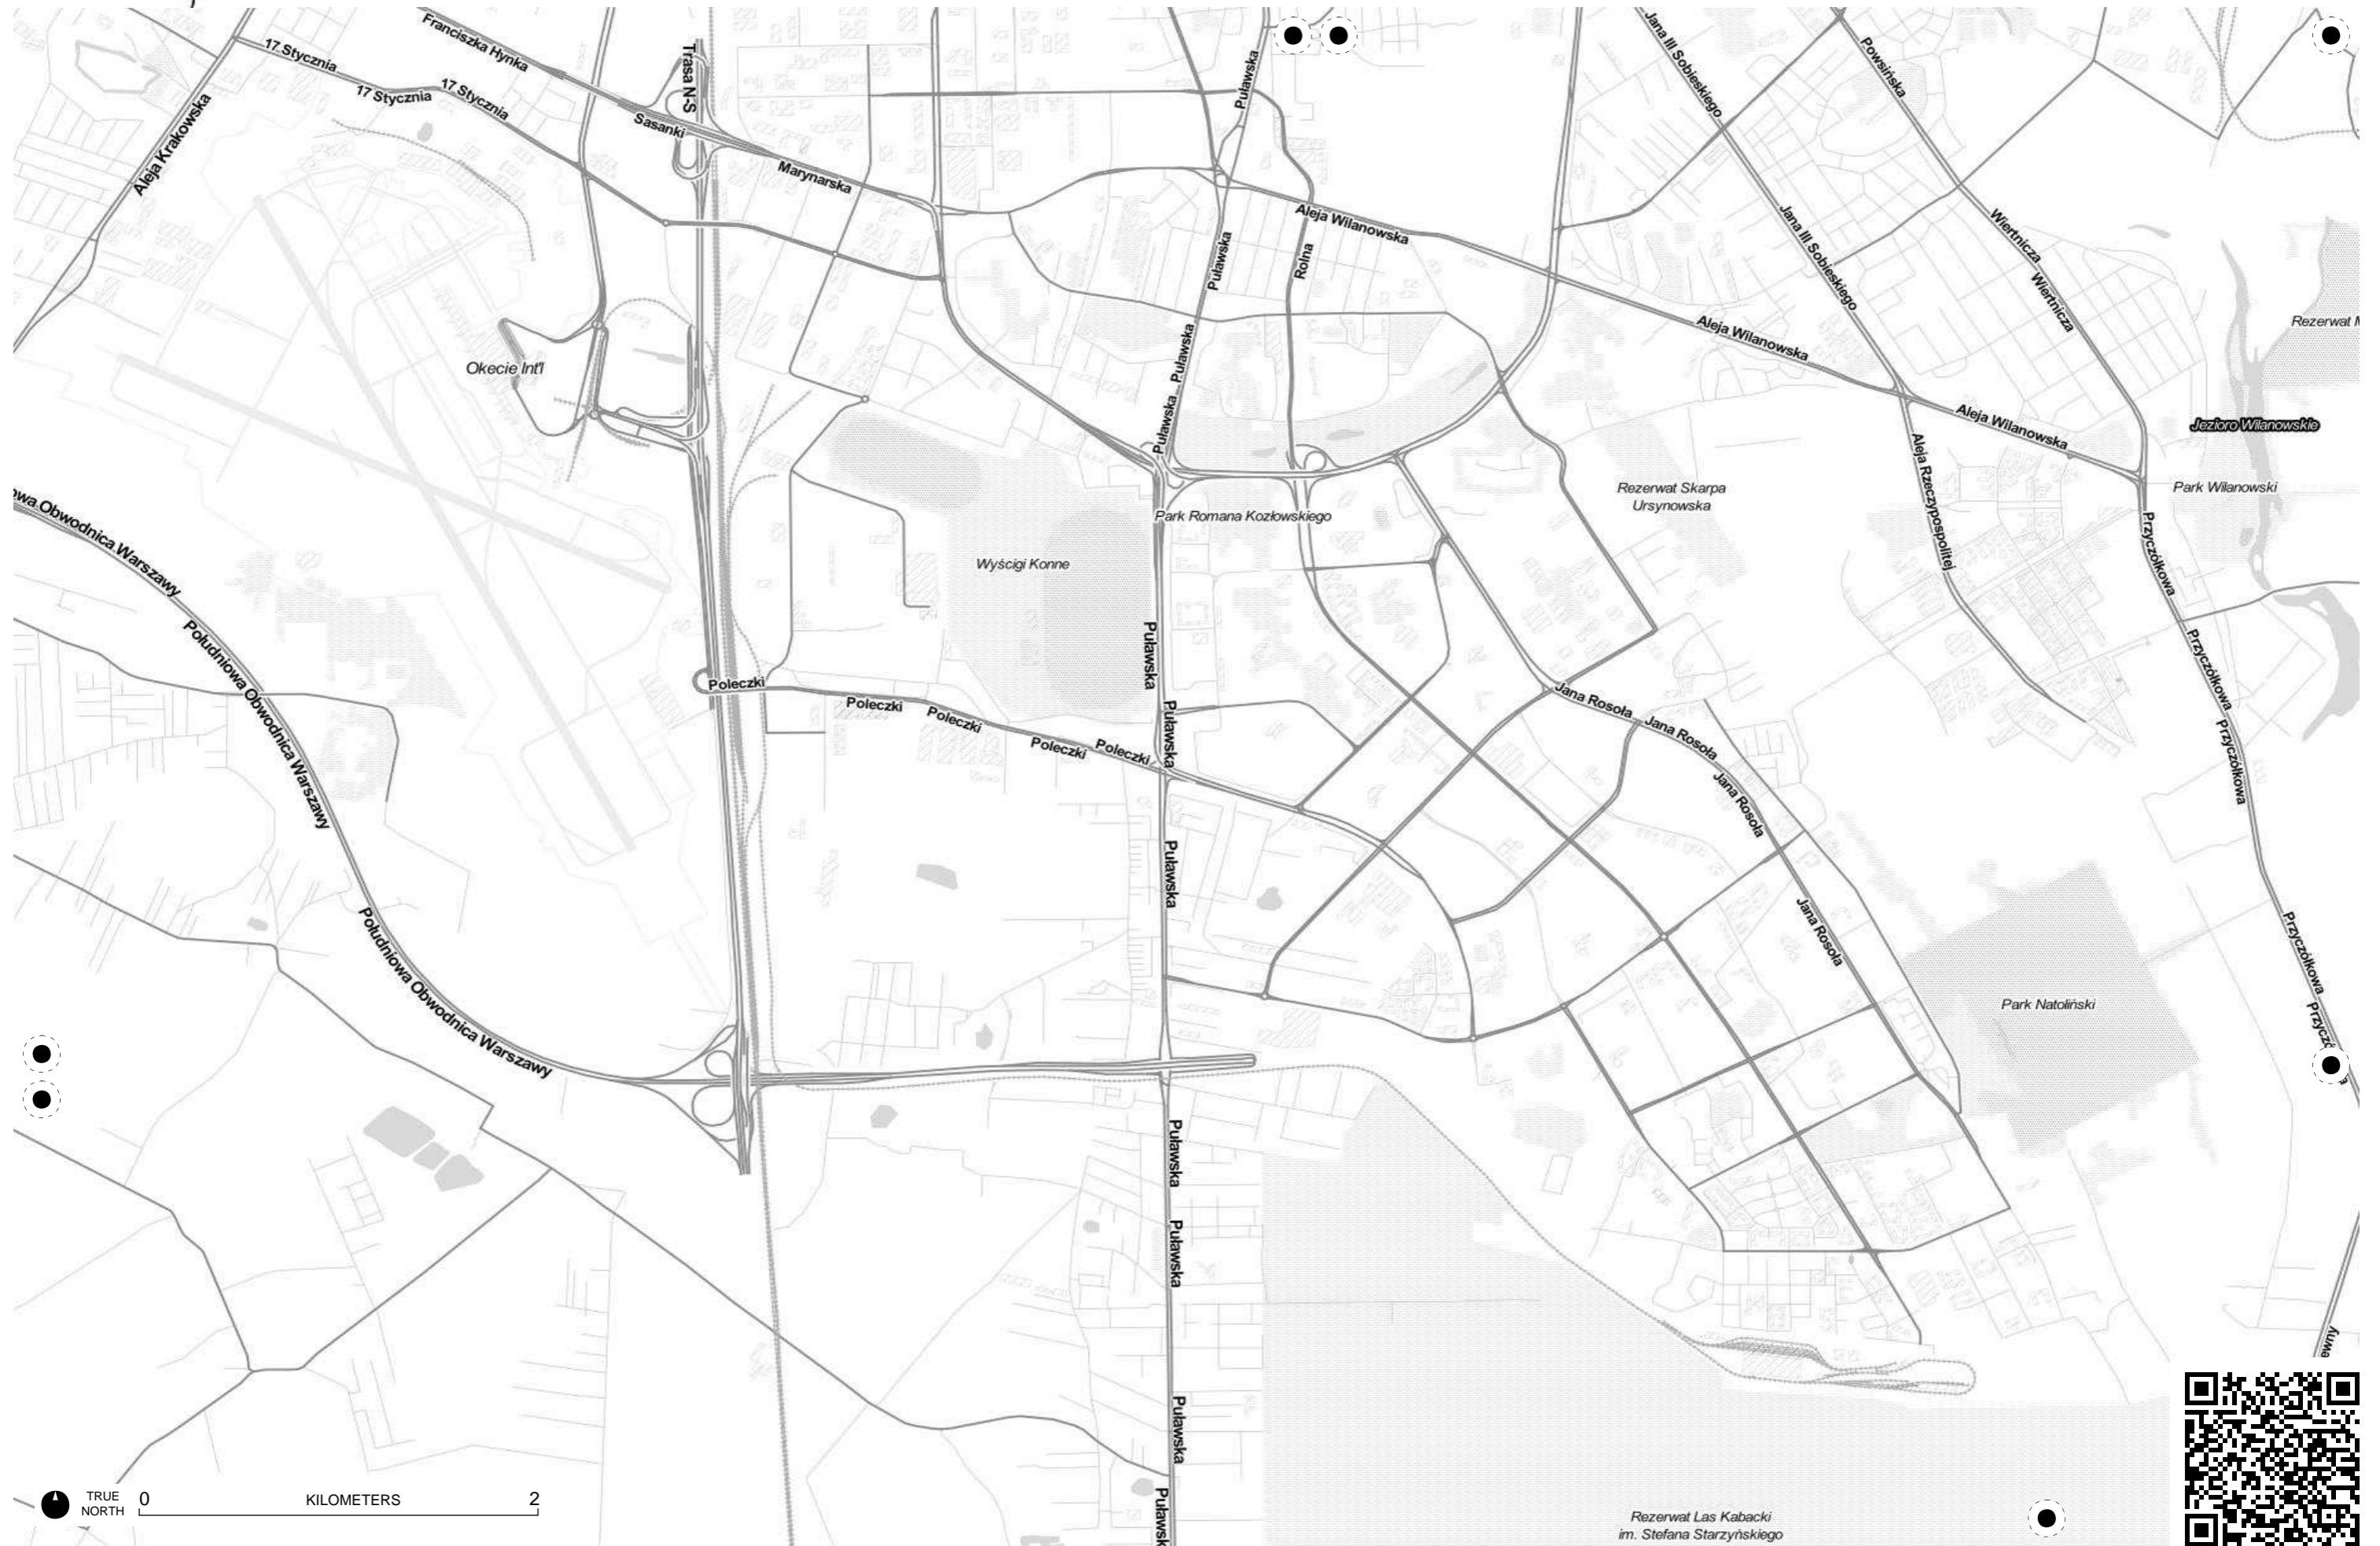 Franciszka Hynka
17 Stycznia
17 Stycznia
17 Stycznia
Trasa N-S
Sasanki
Marynarska
Aleja Krakowska
Puławska
Jana III Sobieskiego
Powsińska
Aleja Wilanowska
Puławska
Rolna
Jana III Sobieskiego
Wiertnicza
Wiertnicza
Rezerwat
Aleja Wilanowska
Puławska
Okecie Int'l
Puławska
Aleja Wilanowska
Jezioro Wilanowskie
Aleja Rzeczypospolitej
Park Wilanowski
Rezerwat Skarpa
Ursynowska
Obwodnica Warszawy
Park Romana Kozłowskiego
Przyczółkowa
Wyścigi Konne
Południowa Obwodnica Warszawy
Puławska
Przyczółkowa
Poleczki
Poleczki
Poleczki
Poleczki
Poleczki
Puławska
Jana Rosoła
Jana Rosoła
Jana Rosoła
Przyczółkowa
Puławska
Jana Rosoła
Południowa Obwodnica Warszawy
Przyczółkowa
Park Natoliński
Puławska
Puławska
Puławska
TRUE
NORTH
0
KILOMETERS
2
Rezerwat Las Kabacki
im. Stefana Starzyńskiego